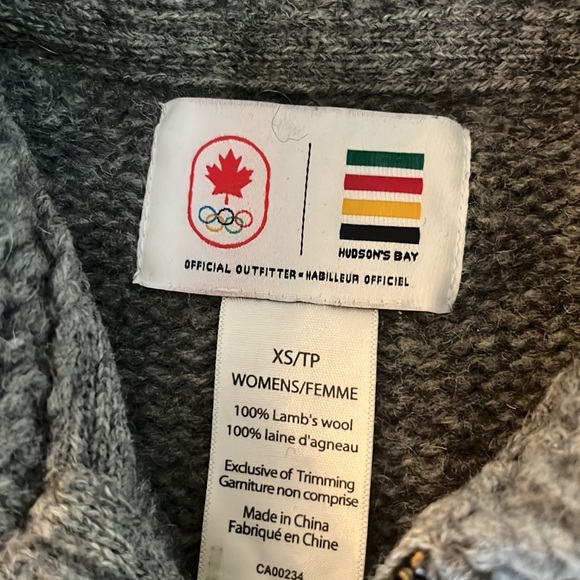 HUDSON'S BAY
OFFICIAL OUTFITTER • HABILLEUR OFFICIEL
XS/TP
WOMENS/FEMME
100% Lamb's wool
100% laine d'agneau
Exclusive of Trimming
Garniture non comprise
Made in China
Fabriqué en Chine
CA00234